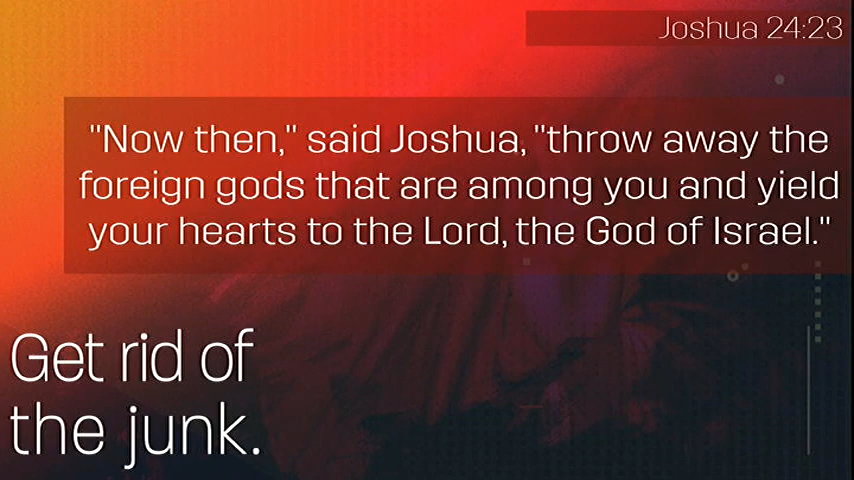 Joshua 24:23
"Now then," said Joshua, "throw away the
foreign gods that are among you and yield
your hearts to the Lord, the God of Israel."
Get rid of
the junk.